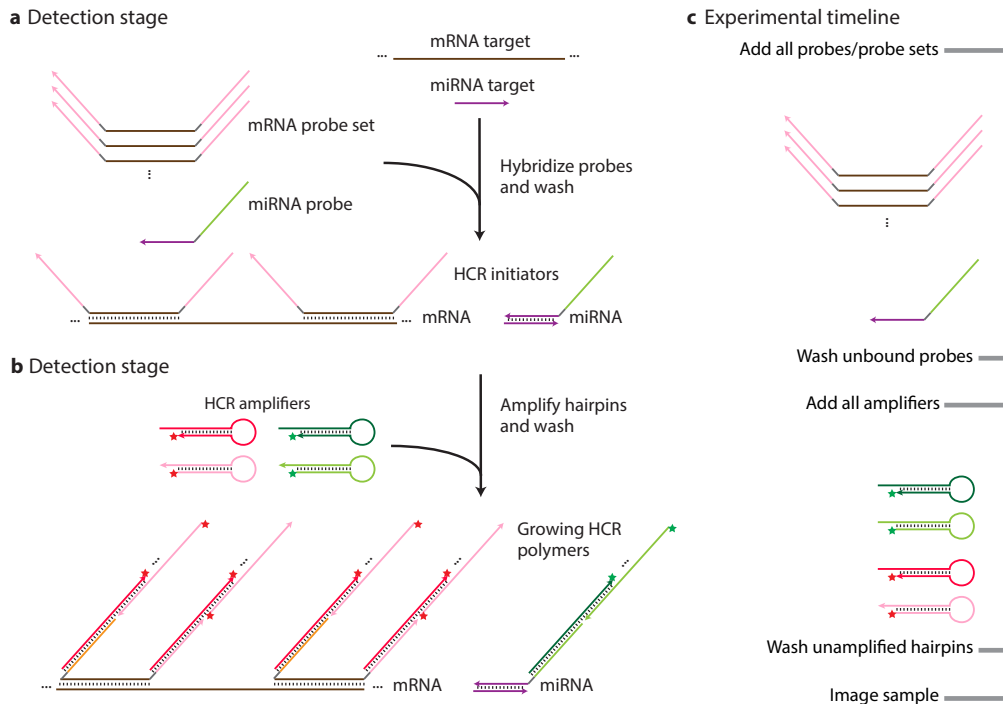 a Detection stage
mRNA target
miRNA target
mRNA probe set
Hybridize probes
and wash
miRNA probe
HCR initiators
mRNA
miRNA
b Detection stage
HCR amplifiers
Amplify hairpins
and wash
Growing HCR
polymers
mRNA
miRNA
c Experimental timeline
Add all probes/probe sets
Wash unbound probes
Add all amplifiers
Wash unamplified hairpins
Image sample